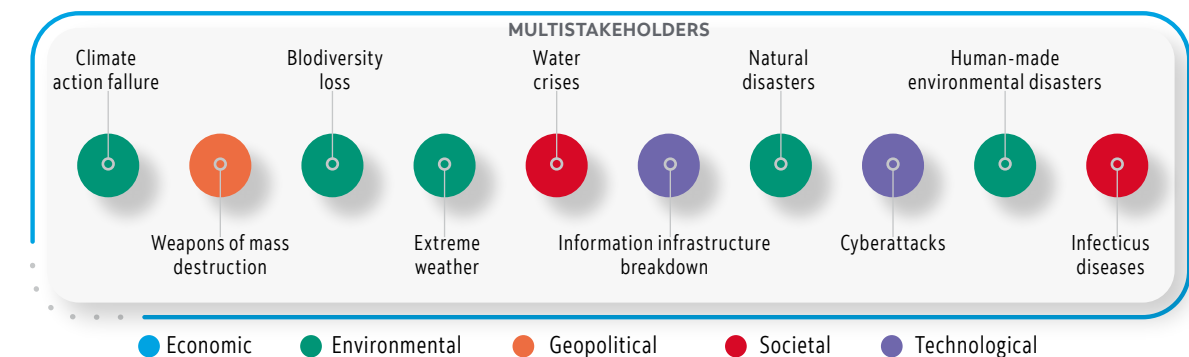 MULTISTAKEHOLDERS
Climate
action fallure
Blodiversity
loss
Water
crises
Natural
disasters
Human-made
environmental disasters
Weapons of mass
destruction
Extreme
weather
Information infrastructure
breakdown
Cyberattacks
Infecticus
diseases
Economic
Environmental
Geopolitical
Societal
Technological